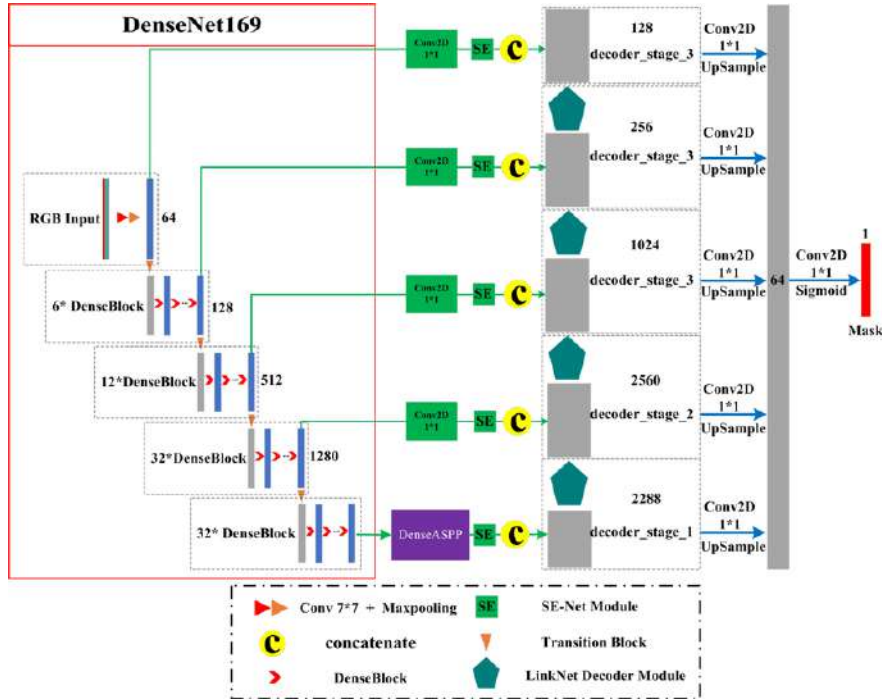 DenseNet169
RGB Input
64
6* DenseBlock
128
12*DenseBlock
512
32*DenseBlock
1280
32* DenseBlock
Conv2D
1*1
SE
C
128
decoder_stage_3
Conv2D
1*1
UpSample
Conv2D
1*1
SE
C
256
decoder_stage_3
Conv2D
1*1
UpSample
Conv2D
1*1
SE
C
1024
decoder_stage_3
Conv2D
1*1
UpSample
Conv2D
1*1
SE
C
2560
decoder_stage_2
Conv2D
1*1
UpSample
DenseASPP
SE
C
2288
decoder_stage_1
Conv2D
1*1
UpSample
64
Conv2D
1*1
Sigmoid
1
Mask
Conv 7*7 + Maxpooling
SE
SE-Net Module
C
concatenate
Transition Block
DenseBlock
LinkNet Decoder Module